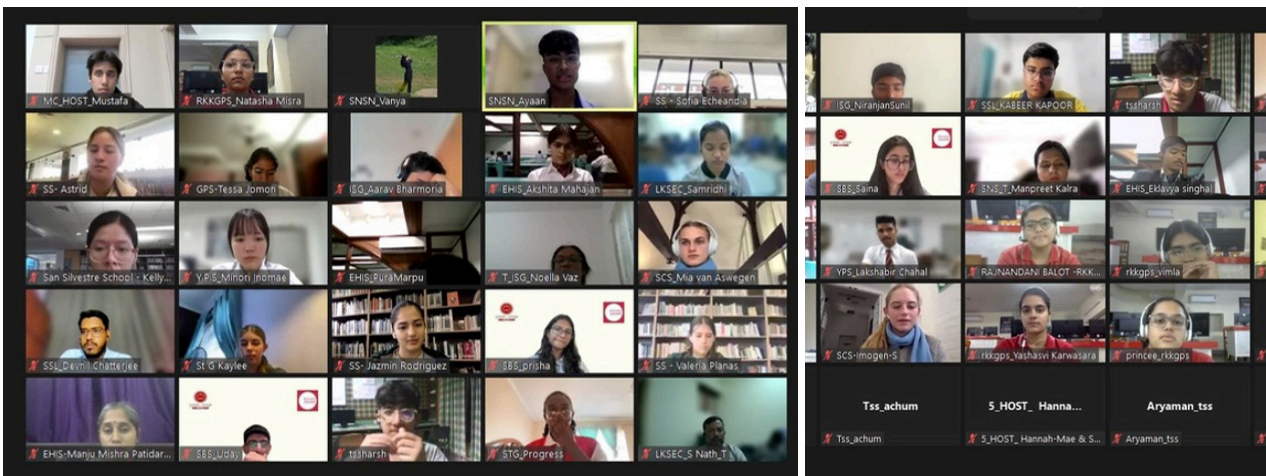 MC_HOST_Mustafa
RKKGPS_Natasha Misra
SNSN_Vanya
SNSN_Ayaan
SS - Sofia Echeandia
SS- Astrid
GPS-Tessa Jomon
ISG_Aarav Bharmoria
EHIS_Akshita Mahajan
LKSEC_Samridhi
San Silvestre School - Kelly...
Y.P.S_Minori Inomae
EHIS_PuraMarpu
T_ISG_Noella Vaz
SCS_Mia van Aswegen
SSL_Devnil Chatterjee
St G Kaylee
SS- Jazmin Rodriguez
SBS_prisha
SS - Valeria Planas
EHIS-Manju Mishra Patidar...
SBS_Uday
tssharsh
STG_Progress
LKSEC_S Nath_T
ISG_NiranjanSunil
SSL_KABEER KAPOOR
tssharsh
SBS_Saina
SNS_T_Manpreet Kalra
EHIS_Eklavya singhal
YPS_Lakshabir Chahal
RAJNANDANI BALOT -RKK...
rkkgps_vimla
SCS-Imogen-S
rkkgps_Yashasvi Karwasara
princee_rkkgps
Tss_achum
5_HOST_ Hanna...
Aryaman_tss
Tss_achum
5_HOST_ Hannah-Mae & S...
Aryaman_tss